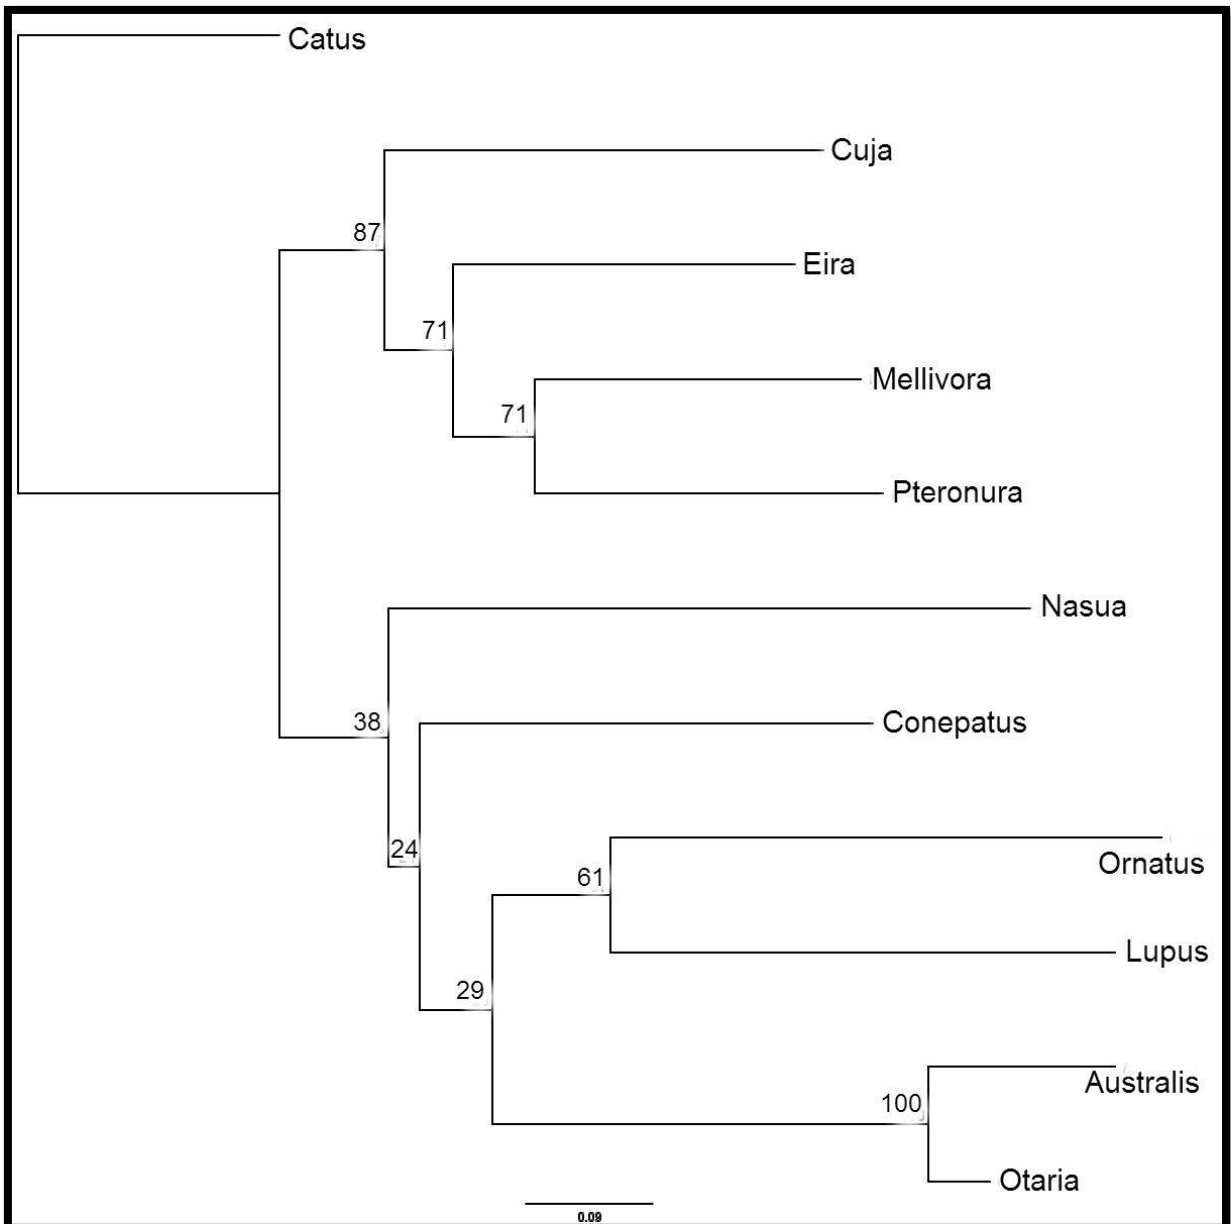 Catus
Cuja
87
Eira
71
Mellivora
71
Pteronura
Nasua
38
Conepatus
24
Ornatus
61
Lupus
29
Australis
100
Otaria
0.09